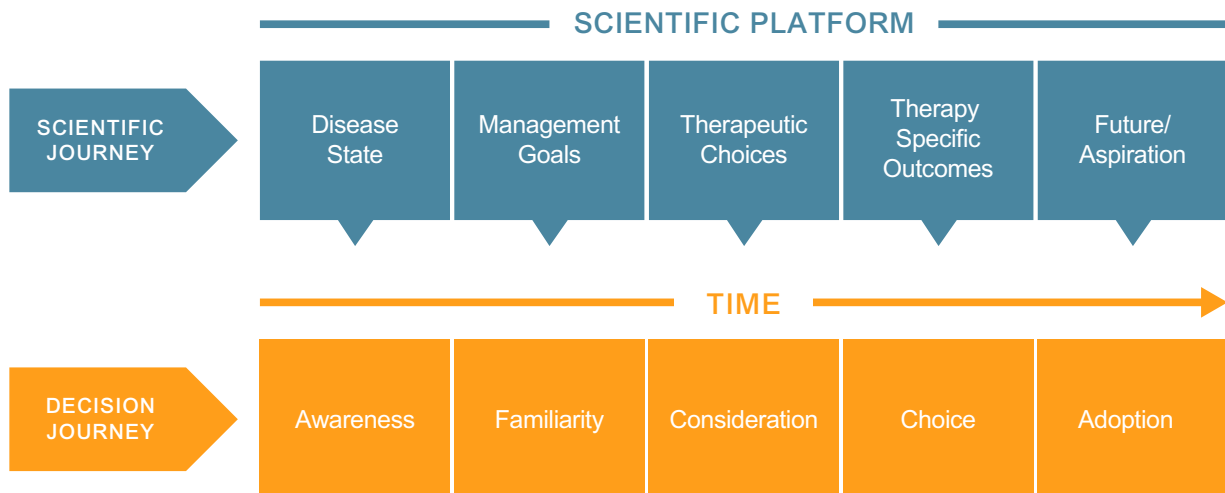 SCIENTIFIC PLATFORM
SCIENTIFIC
JOURNEY
Disease
State
Management
Goals
Therapeutic
Choices
Therapy
Specific
Outcomes
Future/
Aspiration
TIME
DECISION
JOURNEY
Awareness
Familiarity
Consideration
Choice
Adoption